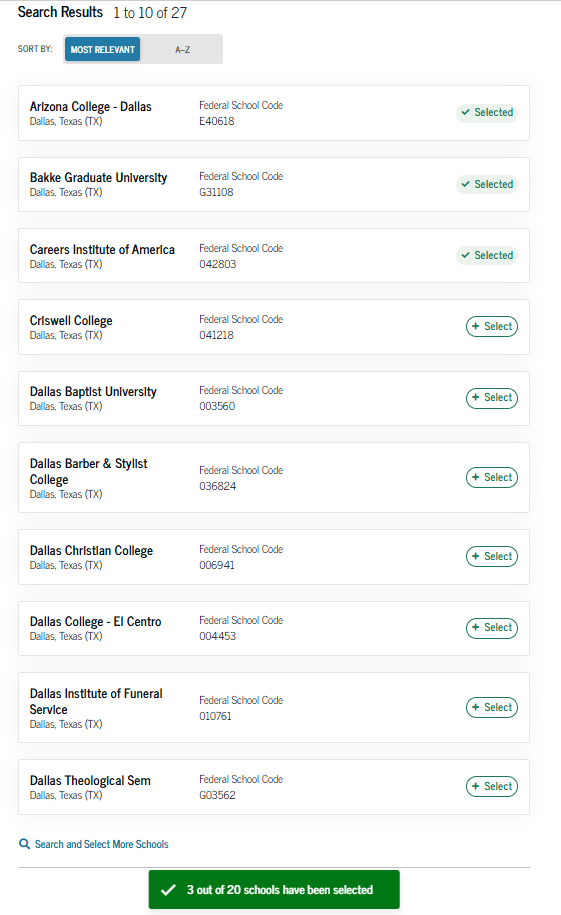 Search Results 1 to 10 of 27
SORT BY: MOST RELEVANT A–Z
Arizona College - Dallas
Dallas, Texas (TX)
Federal School Code
E40618
Selected
Bakke Graduate University
Dallas, Texas (TX)
Federal School Code
G31108
Selected
Careers Institute of America
Dallas, Texas (TX)
Federal School Code
042803
Selected
Criswell College
Dallas, Texas (TX)
Federal School Code
041218
+ Select
Dallas Baptist University
Dallas, Texas (TX)
Federal School Code
003560
+ Select
Dallas Barber & Stylist
College
Dallas, Texas (TX)
Federal School Code
036824
+ Select
Dallas Christian College
Dallas, Texas (TX)
Federal School Code
006941
+ Select
Dallas College - El Centro
Dallas, Texas (TX)
Federal School Code
004453
+ Select
Dallas Institute of Funeral
Service
Dallas, Texas (TX)
Federal School Code
010761
+ Select
Dallas Theological Sem
Dallas, Texas (TX)
Federal School Code
G03562
+ Select
Search and Select More Schools
3 out of 20 schools have been selected